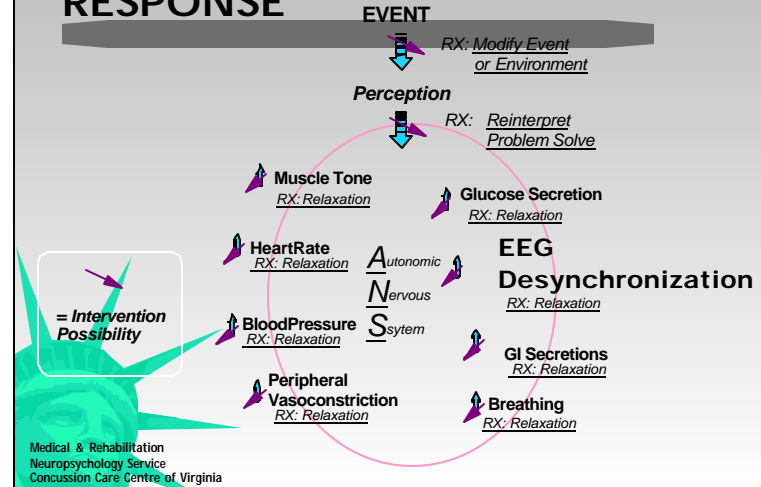 RESPONSE
EVENT
RX: Modify Event
or Environment
Perception
RX: Reinterpret
Problem Solve
Muscle Tone
RX: Relaxation
Glucose Secretion
RX: Relaxation
HeartRate
RX: Relaxation
Autonomic
Nervous
Ssytem
EEG
Desynchronization
RX: Relaxation
= Intervention
Possibility
BloodPressure
RX: Relaxation
GI Secretions
RX: Relaxation
Peripheral
Vasoconstriction
RX: Relaxation
Breathing
RX: Relaxation
Medical & Rehabilitation
Neuropsychology Service
Concussion Care Centre of Virginia